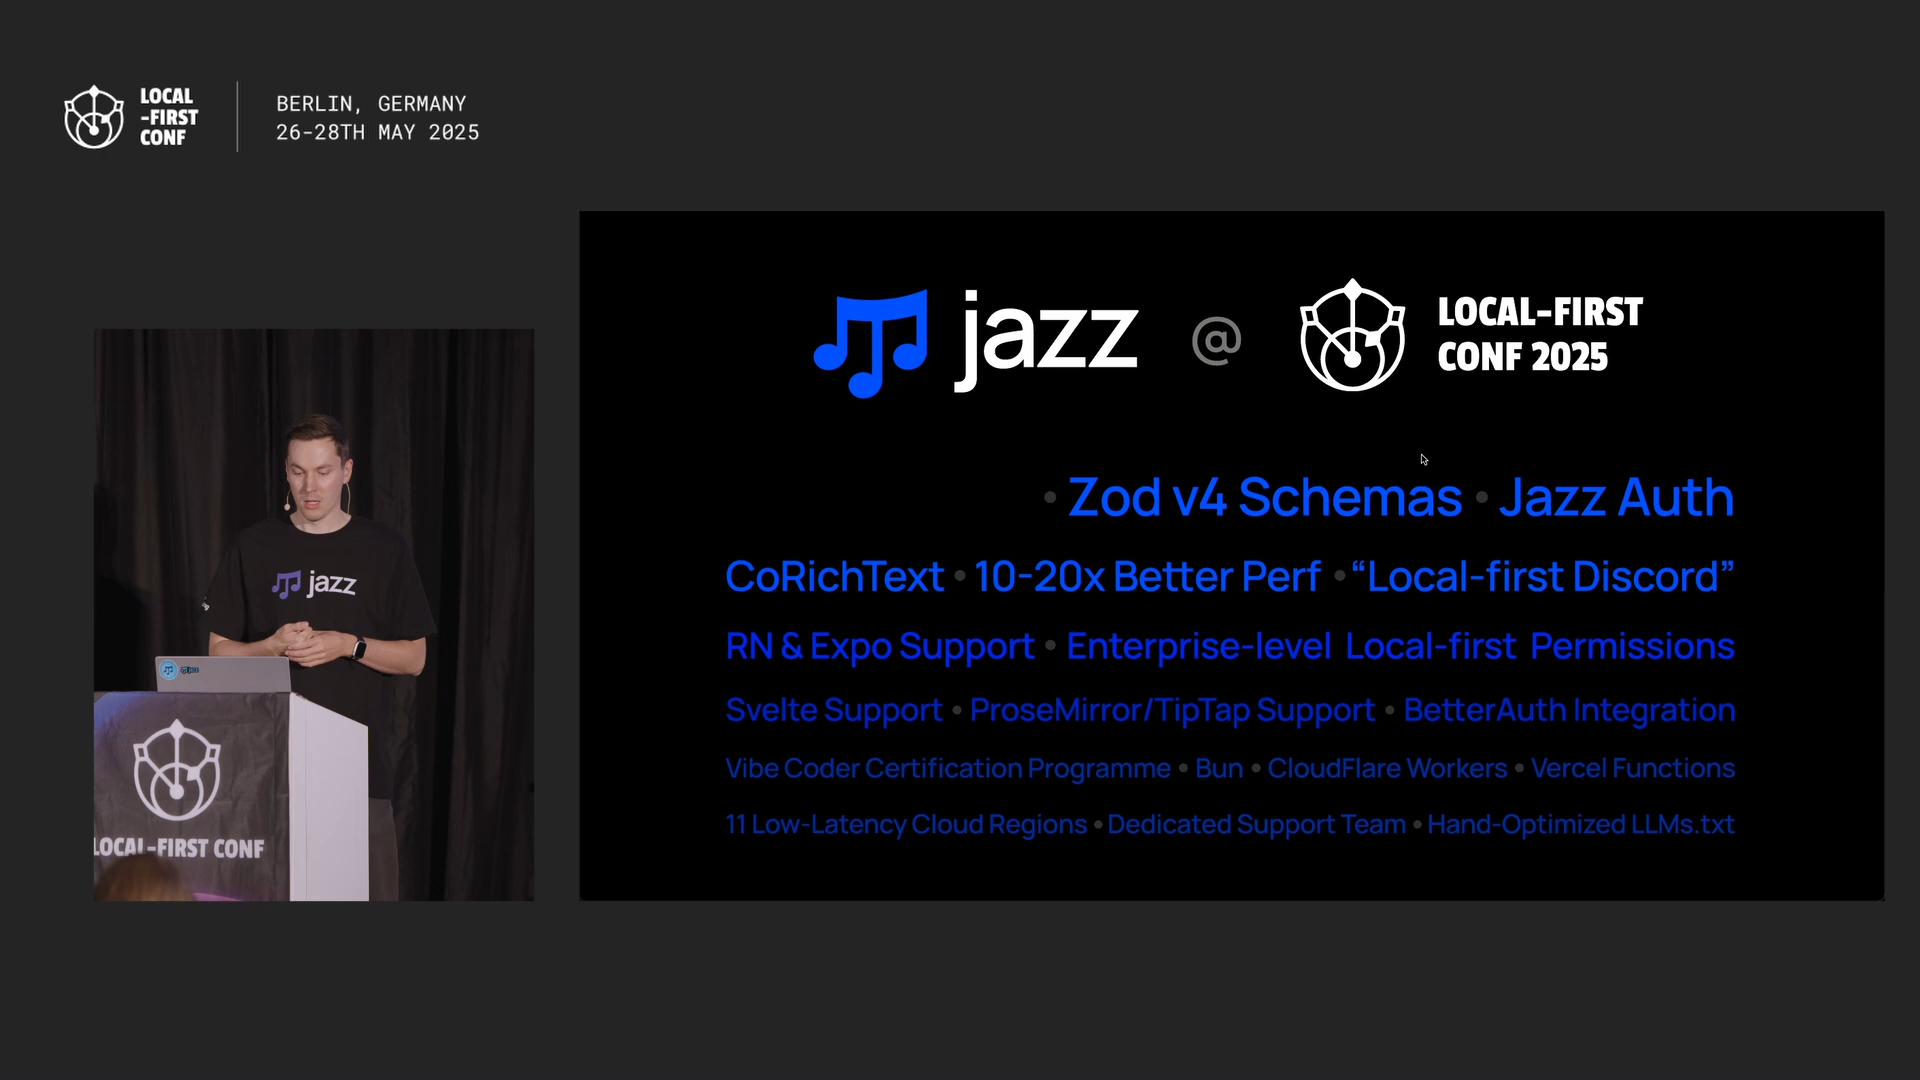 LOCAL
-FIRST
CONF
BERLIN, GERMANY
26-28TH MAY 2025
jazz @ LOCAL-FIRST
CONF 2025
• Zod v4 Schemas • Jazz Auth
CoRichText • 10-20x Better Perf • “Local-first Discord”
RN & Expo Support • Enterprise-level Local-first Permissions
Svelte Support • ProseMirror/TipTap Support • BetterAuth Integration
Vibe Coder Certification Programme • Bun • CloudFlare Workers • Vercel Functions
11 Low-Latency Cloud Regions • Dedicated Support Team • Hand-Optimized LLMs.txt
jazz
LOCAL-FIRST CONF